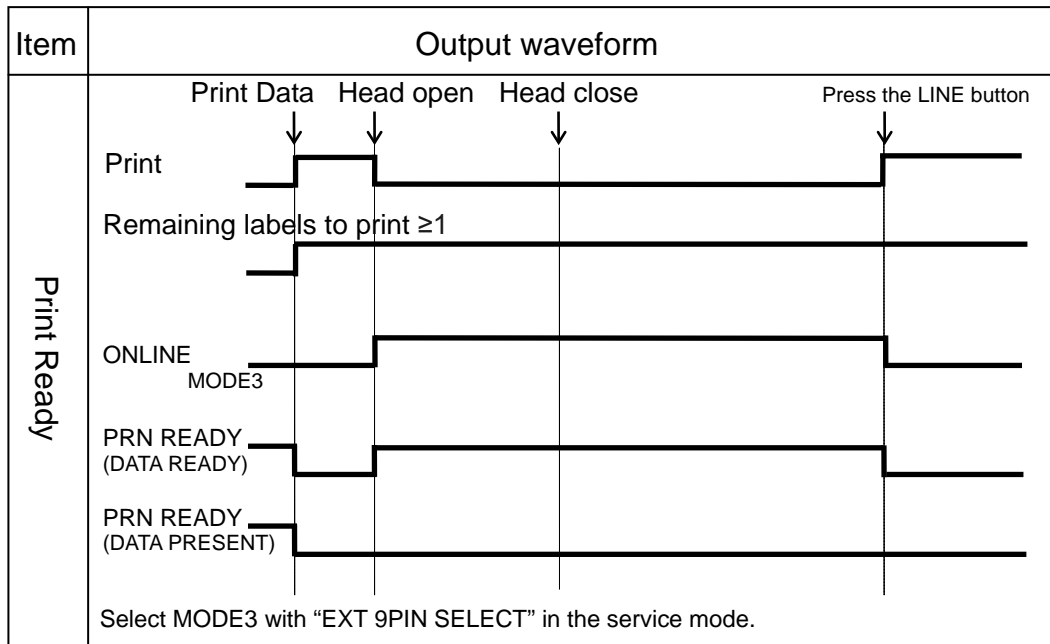 Item
Output waveform
Print Ready
Print Data Head open Head close Press the LINE button
Print
Remaining labels to print ≥1
ONLINE
MODE3
PRN READY
(DATA READY)
PRN READY
(DATA PRESENT)
Select MODE3 with “EXT 9PIN SELECT” in the service mode.